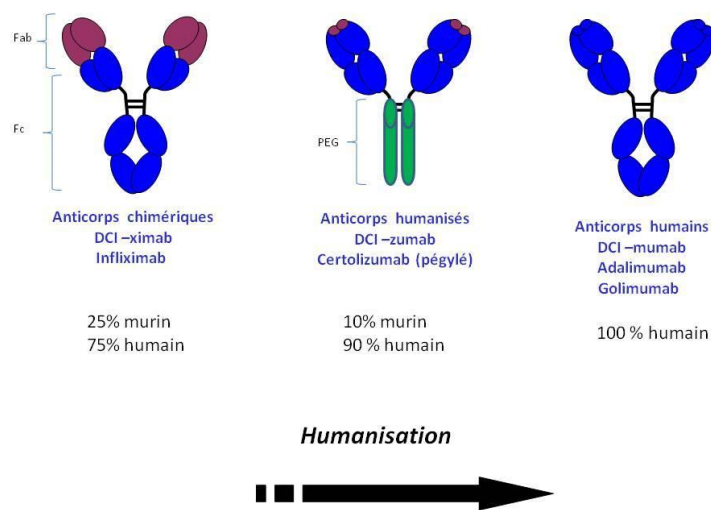 Fab
Fc
PEG
Anticorps chimériques
DCI –ximab
Infliximab
25% murin
75% humain
Anticorps humanisés
DCI –zumab
Certolizumab (pégylé)
10% murin
90 % humain
Anticorps humains
DCI –mumab
Adalimumab
Golimumab
100 % humain
Humanisation